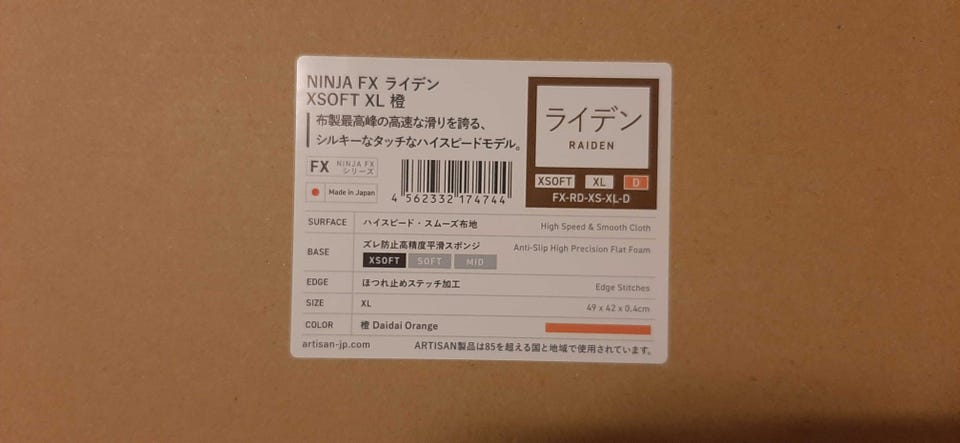 NINJA FX ライデン
XSOFT XL 橙
布製最高峰の高速な滑りを誇る、
シルキーなタッチなハイスピードモデル。
FX NINJA FX
シリーズ
Made in Japan
4 562332 174744
ライデン
RAIDEN
XSOFT XL D
FX-RD-XS-XL-D
SURFACE ハイスピード・スムーズ布地 High Speed & Smooth Cloth
BASE ズレ防止高精度平滑スポンジ Anti-Slip High Precision Flat Foam
XSOFT SOFT MID
EDGE ほつれ止めステッチ加工 Edge Stitches
SIZE XL 49 x 42 x 0.4cm
COLOR 橙 Daidai Orange
artisan-jp.com ARTISAN製品は85を超える国と地域で使用されています。